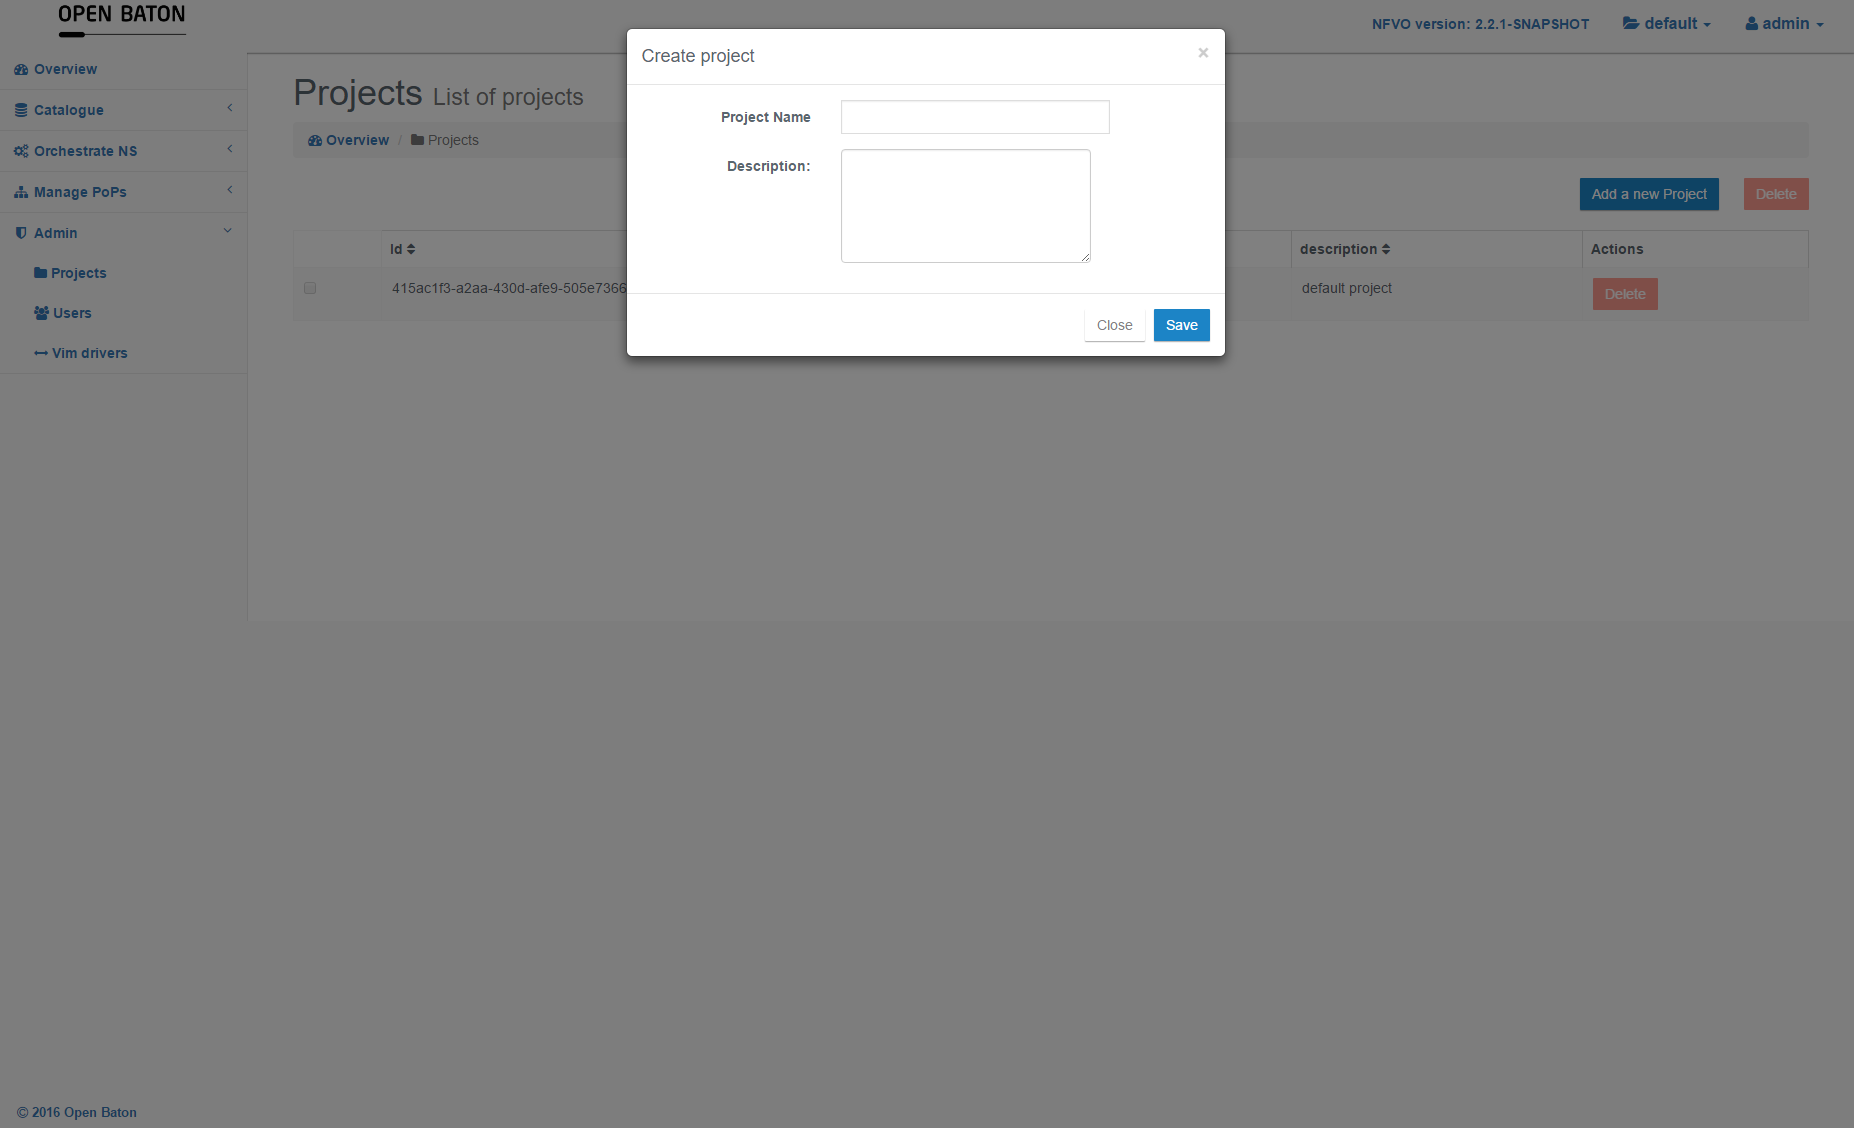 OPEN BATON
NFVO version: 2.2.1-SNAPSHOT
default
admin
Overview
Catalogue
Orchestrate NS
Manage PoPs
Admin
Projects
Users
Vim drivers
Projects List of projects
Overview / Projects
Add a new Project
Delete
Id
description
Actions
415ac1f3-a2aa-430d-afe9-505e7366
default project
Delete
Create project
×
Project Name
Description:
Close
Save
© 2016 Open Baton